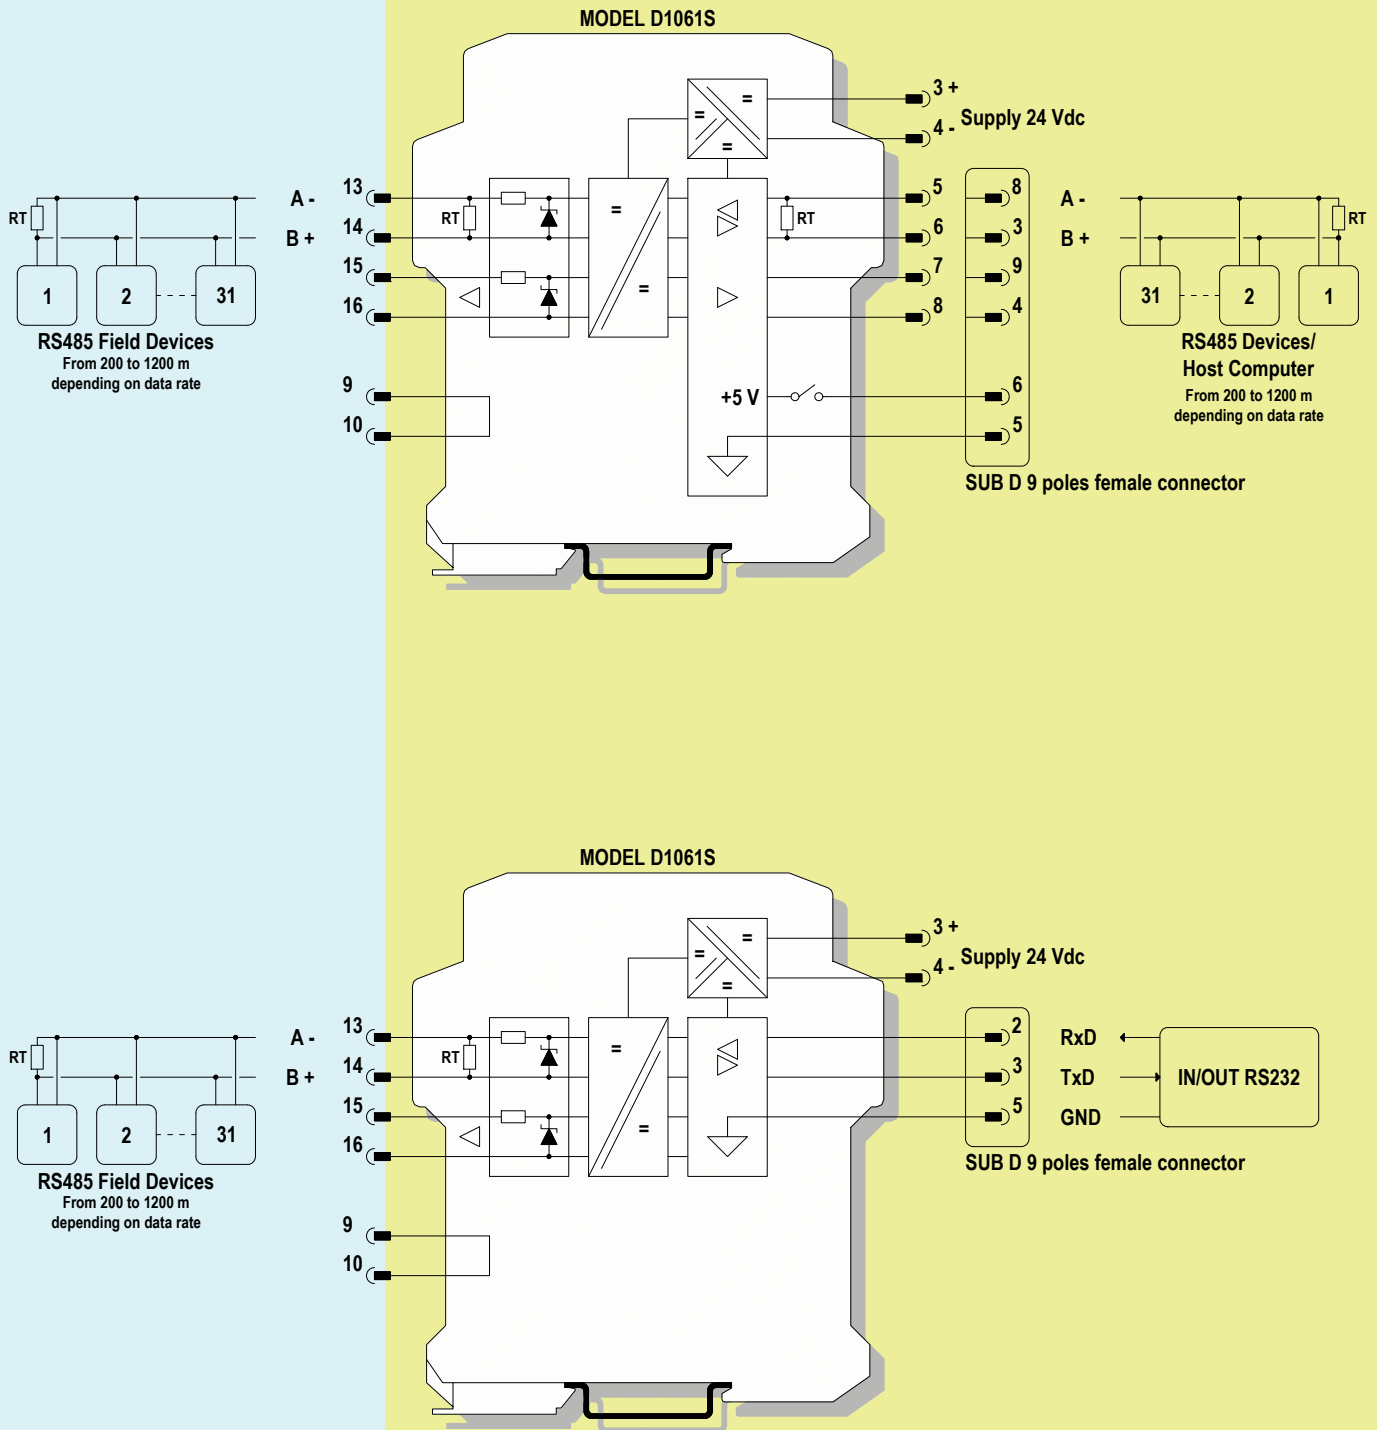 MODEL D1061S
3 +
Supply 24 Vdc
4 -
=
=
=
A -
13
RT
RT
=
RT
5
8
A -
RT
B +
14
6
3
B +
15
7
9
1
2
31
=
16
8
4
31
2
1
RS485 Field Devices
From 200 to 1200 m
depending on data rate
RS485 Devices/
Host Computer
From 200 to 1200 m
depending on data rate
9
+5 V
6
10
5
SUB D 9 poles female connector
MODEL D1061S
3 +
Supply 24 Vdc
4 -
=
=
=
A -
13
RT
RT
=
2
RxD
B +
14
3
TxD
IN/OUT RS232
15
5
GND
1
2
31
=
16
SUB D 9 poles female connector
RS485 Field Devices
From 200 to 1200 m
depending on data rate
9
10